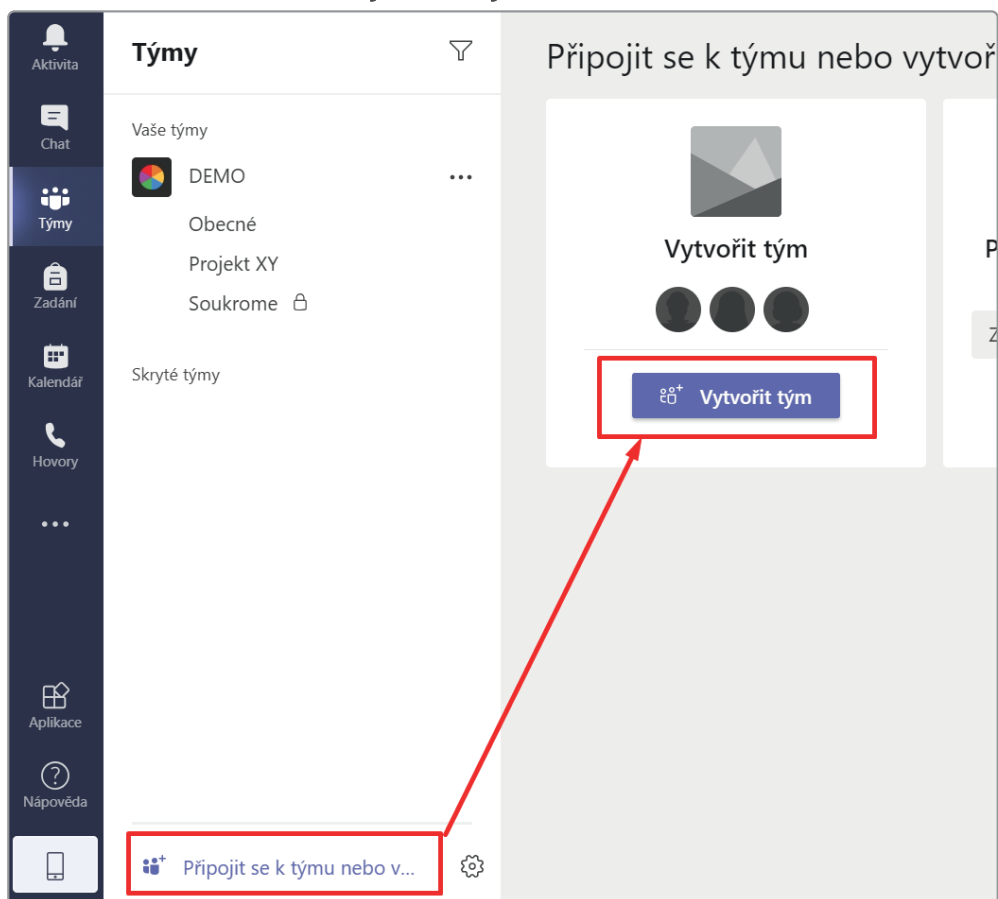 Aktivita
Chat
Týmy
Zadání
Kalendář
Hovory
Aplikace
Nápověda
Týmy
Vaše týmy
DEMO
Obecné
Projekt XY
Soukrome
Skryté týmy
Připojit se k týmu nebo v...
Připojit se k týmu nebo vytvoř
Vytvořit tým
Vytvořit tým
P
Z